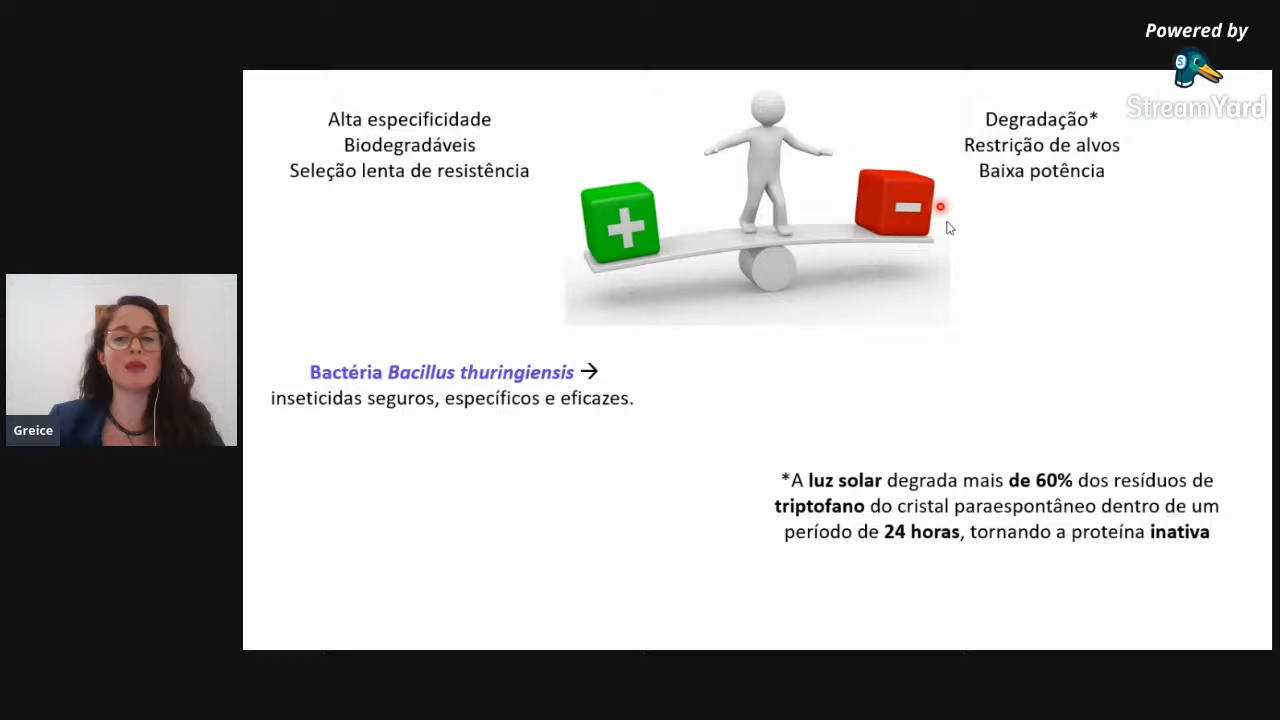 Powered by
StreamYard
Alta especificidade
Biodegradáveis
Seleção lenta de resistência
Degradação*
Restrição de alvos
Baixa potência
Bactéria Bacillus thuringiensis →
inseticidas seguros, específicos e eficazes.
Greice
*A luz solar degrada mais de 60% dos resíduos de
triptofano do cristal paraespontâneo dentro de um
período de 24 horas, tornando a proteína inativa